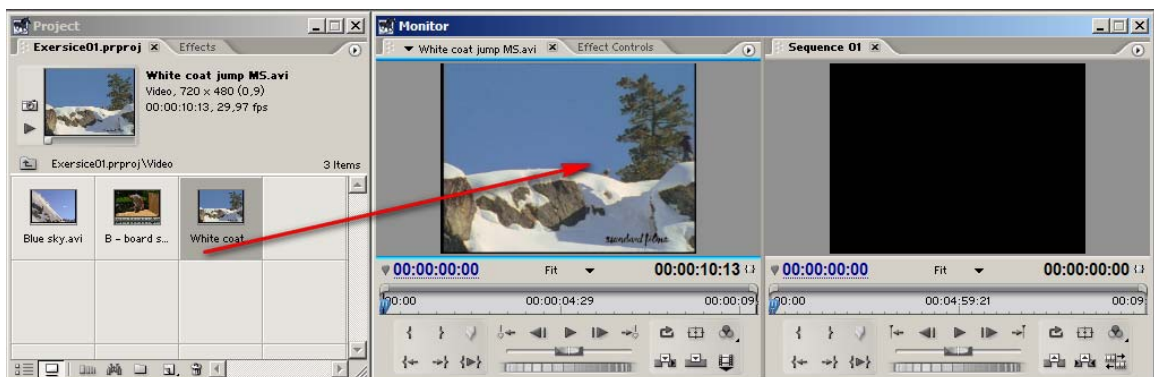 Project
Exersice01.prproj
Effects
White coat jump MS.avi
Video, 720 x 480 (0,9)
00:00:10:13, 29,97 fps
Exersice01.prproj\Video
3 Items
Blue sky.avi
B - board s...
White coat
Monitor
White coat jump MS.avi
Effect Controls
standard films
00:00:00:00
Fit
00:00:10:13
00:00
00:00:04:29
00:00:09
Sequence 01
00:00:00:00
Fit
00:00:00:00
00:00
00:04:59:21
00:09: